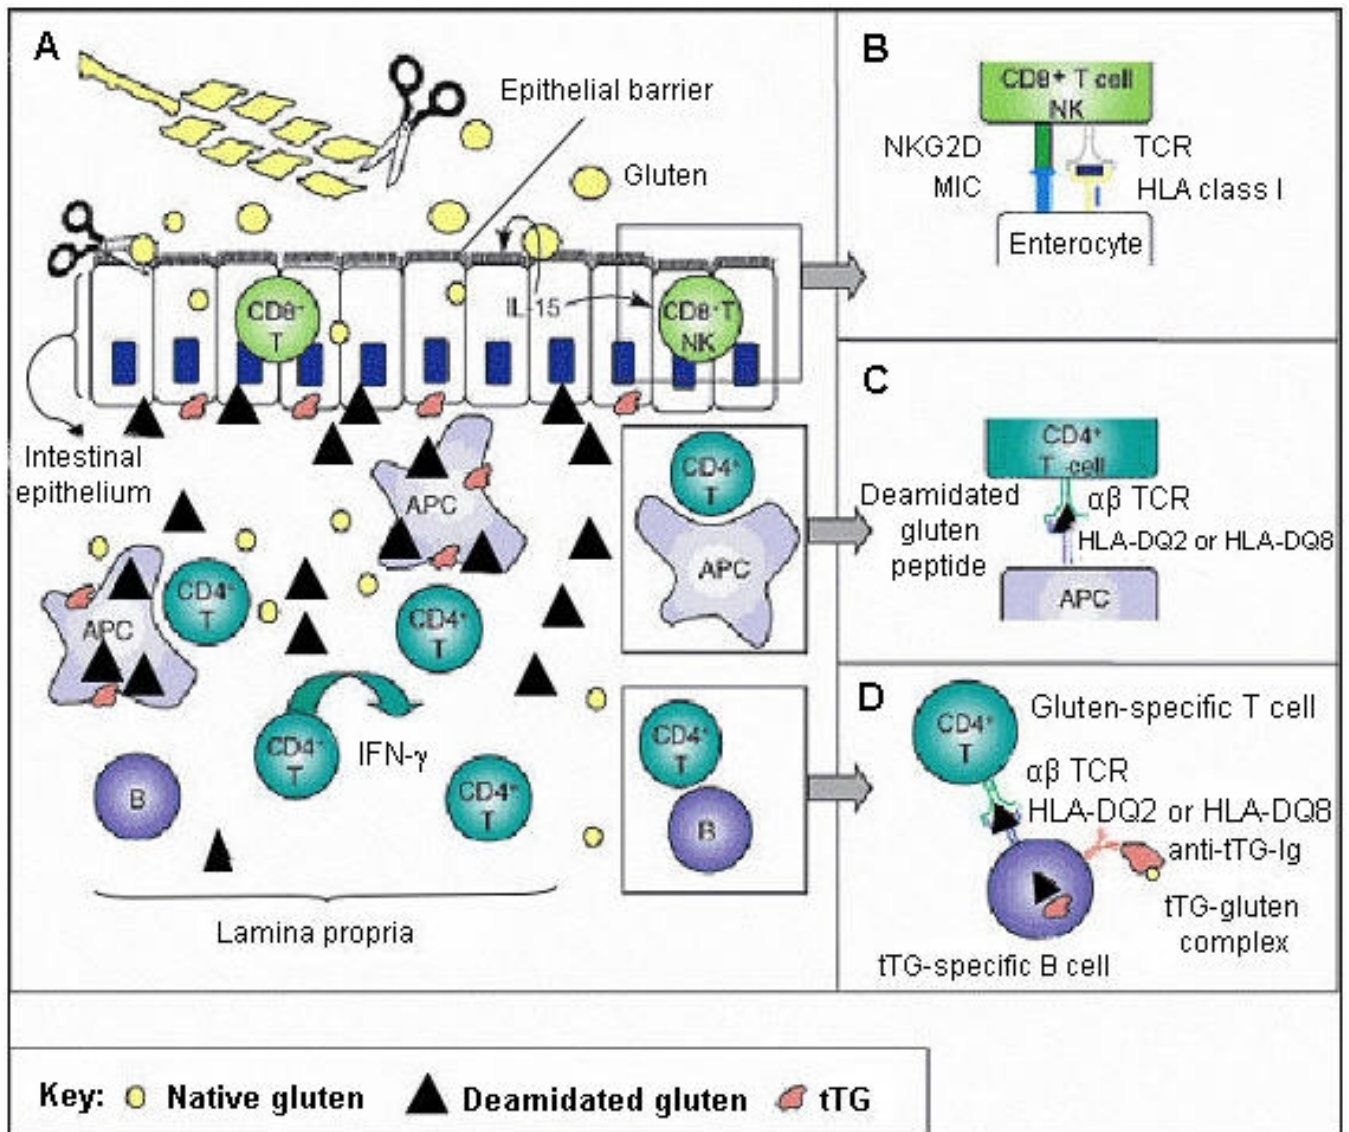 A
Epithelial barrier
Gluten
CD8⁻
T
IL-15
CD8⁺T
NK
Intestinal
epithelium
APC
CD4⁺
T
APC
CD4⁺
T
APC
CD4⁺
T
CD4⁺
T
IFN-γ
CD4⁺
T
B
CD4⁺
T
B
Lamina propria
B
CD8+ T cell
NK
NKG2D
TCR
MIC
HLA class I
Enterocyte
C
CD4⁺
T cell
Deamidated
gluten
peptide
αβ TCR
HLA-DQ2 or HLA-DQ8
APC
D
CD4⁺
T
Gluten-specific T cell
αβ TCR
HLA-DQ2 or HLA-DQ8
anti-tTG-Ig
tTG-gluten
complex
tTG-specific B cell
Key: Native gluten Deamidated gluten tTG